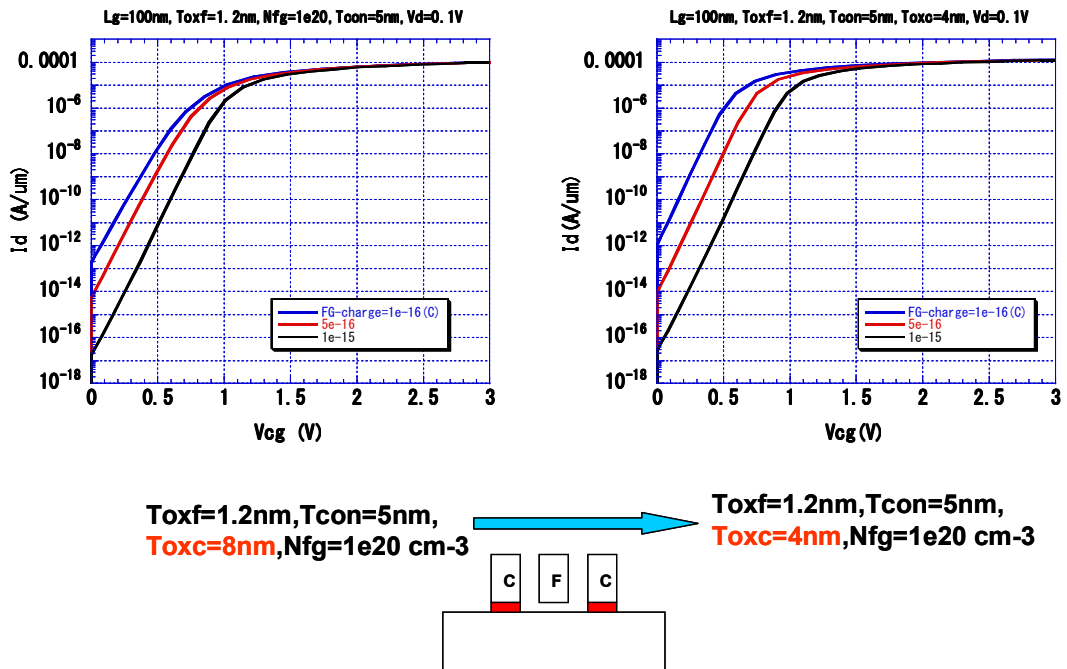 Lg=100nm, Toxf=1.2nm, Nfg=1e20, Tcon=5nm, Vd=0.1V
0.0001
10-6
10-8
10-10
10-12
10-14
10-16
10-18
Id (A/um)
0 0.5 1 1.5 2 2.5 3
Vcg (V)
FG-charge=1e-16(C)
5e-16
1e-15
Lg=100nm, Toxf=1.2nm, Tcon=5nm, Toxc=4nm, Vd=0.1V
0.0001
10-6
10-8
10-10
10-12
10-14
10-16
10-18
Id(A/um)
0 0.5 1 1.5 2 2.5 3
Vcg(V)
FG-charge=1e-16(C)
5e-16
1e-15
Toxf=1.2nm,Tcon=5nm,
Toxc=8nm,Nfg=1e20 cm-3
Toxf=1.2nm,Tcon=5nm,
Toxc=4nm,Nfg=1e20 cm-3
C F C